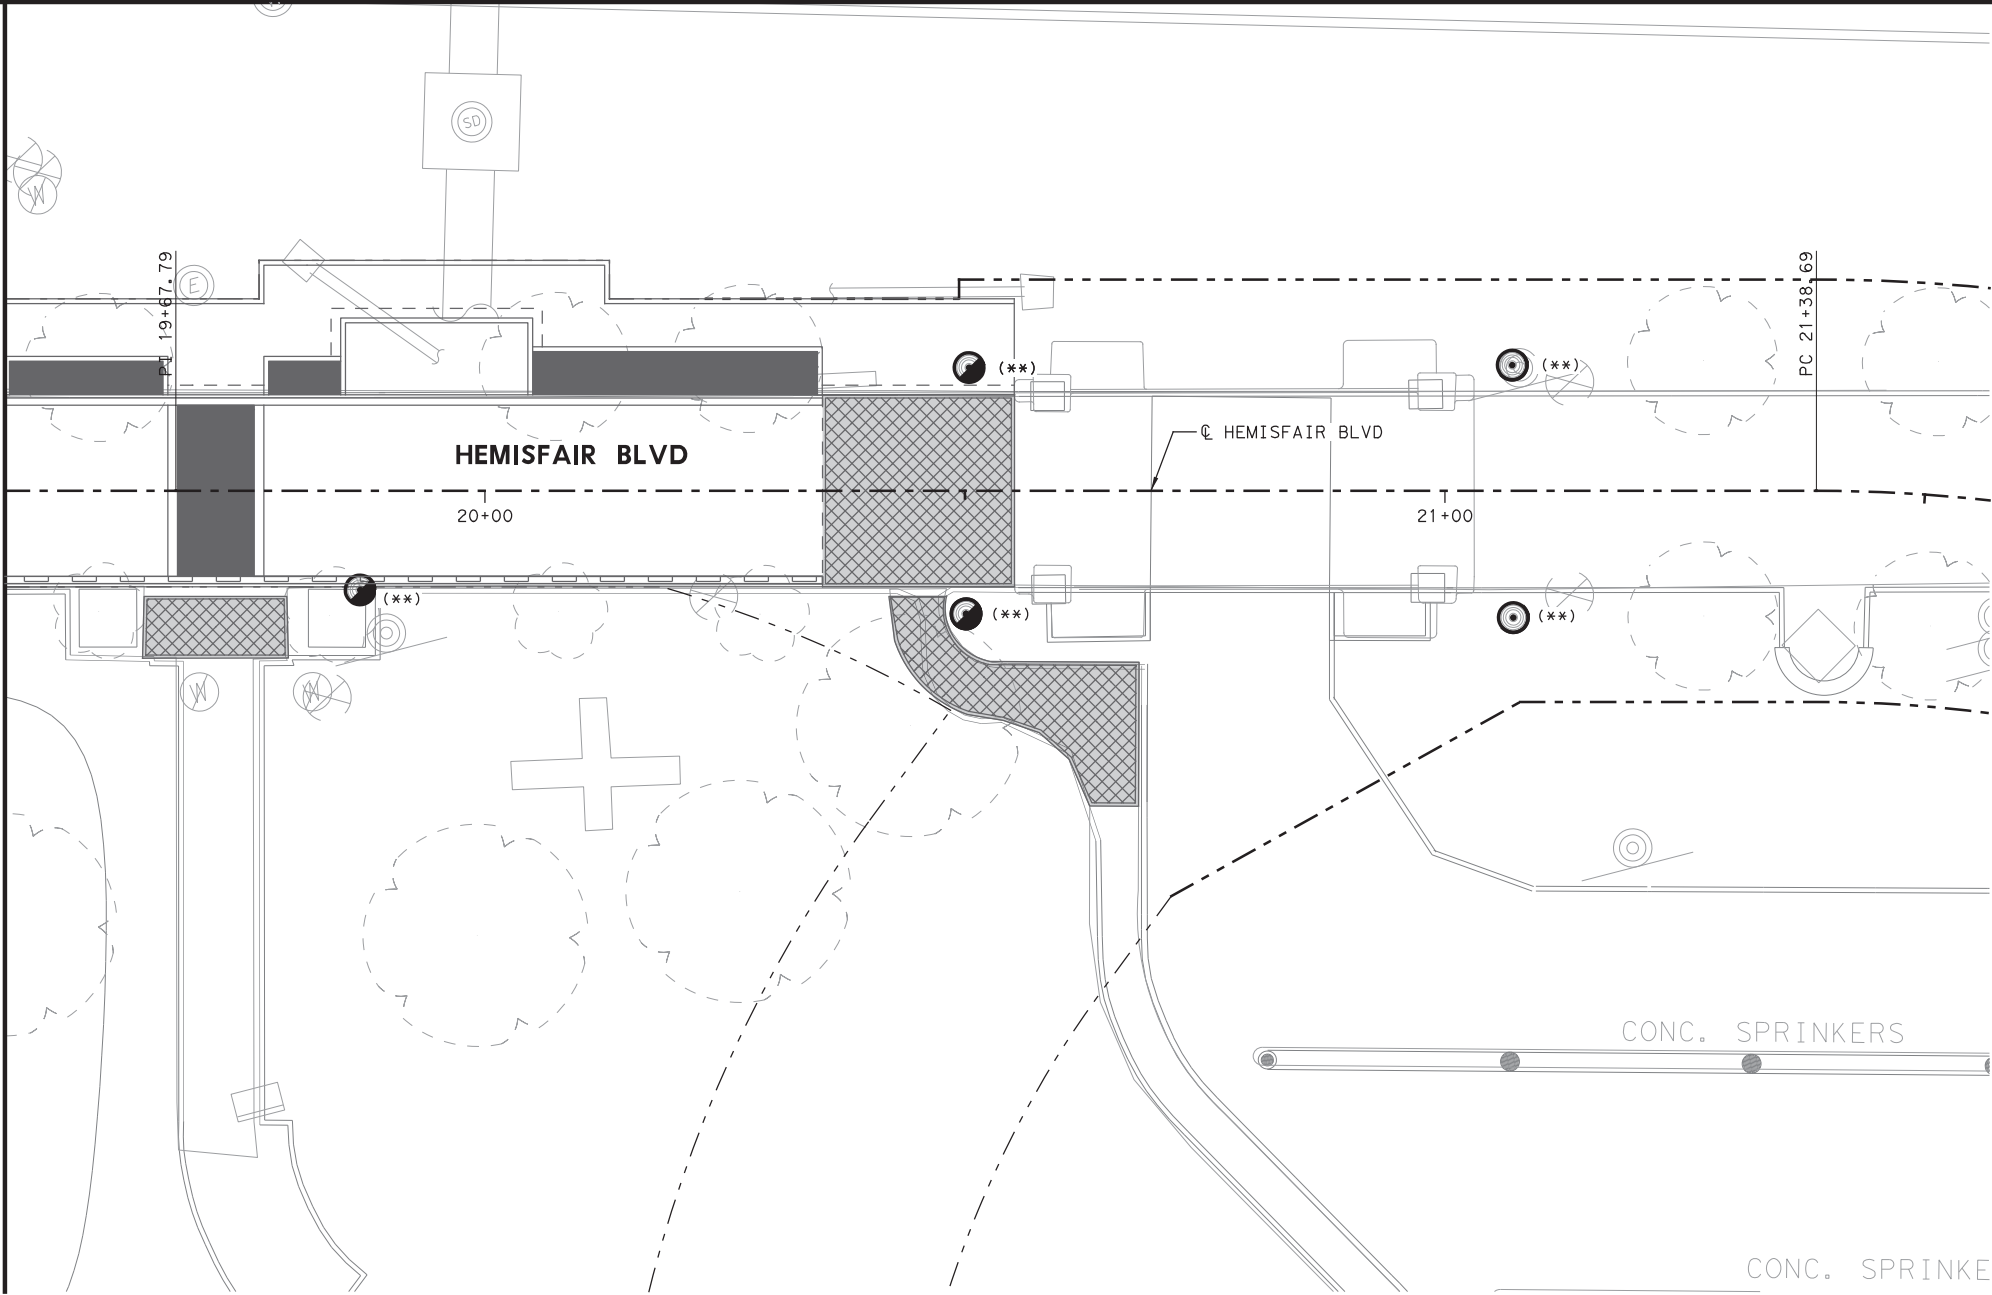 SD
W
PI 19+67.79
E
PC 21+38.69
(**)
(**)
℄ HEMISFAIR BLVD
HEMISFAIR BLVD
20+00
21+00
(**)
(**)
(**)
W
W
CONC. SPRINKERS
CONC. SPRINKE